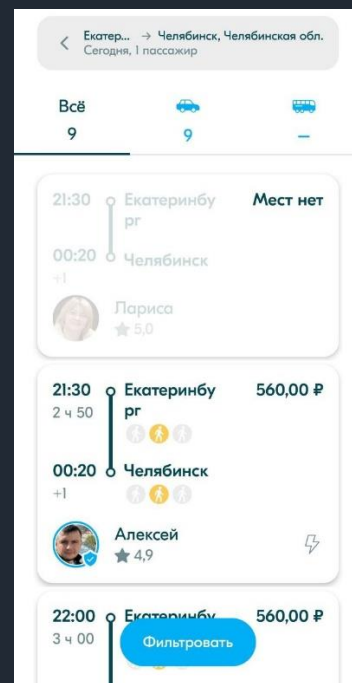 Екатер... → Челябинск, Челябинская обл.
Сегодня, 1 пассажир
Всё
9
9
–
21:30 Екатеринбу Мест нет
рг
00:20 Челябинск
+1
Лариса
★ 5,0
21:30 Екатеринбу 560,00 ₽
2 ч 50 рг
00:20 Челябинск
+1
Алексей
★ 4,9
22:00 Екатеринбу 560,00 ₽
3 ч 00
Фильтровать